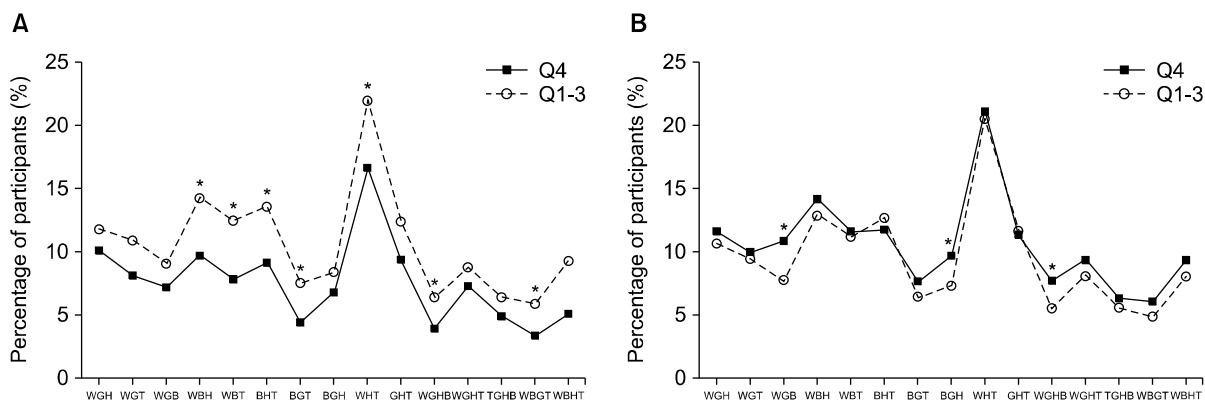 A
Percentage of participants (%)
25
20
15
10
5
0
Q4
Q1-3
* * * * * * *
WGH WGT WGB WBH WBT BHT BGT BGH WHT GHT WGHB WGHT TGHB WBGT WBHT
B
Percentage of participants (%)
25
20
15
10
5
0
Q4
Q1-3
* * *
WGH WGT WGB WBH WBT BHT BGT BGH WHT GHT WGHB WGHT TGHB WBGT WBHT